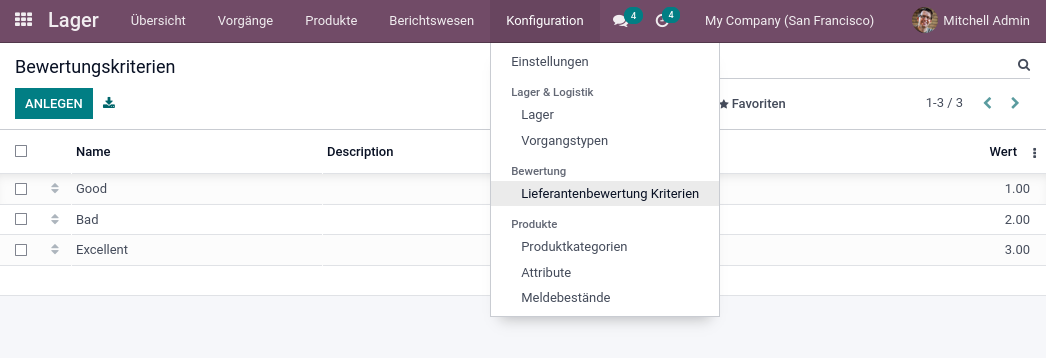 Lager Übersicht Vorgänge Produkte Berichtswesen Konfiguration 4 4 My Company (San Francisco) Mitchell Admin
Bewertungskriterien
ANLEGEN
Favoriten 1-3 / 3
Name Description Wert
Good 1.00
Bad 2.00
Excellent 3.00
Einstellungen
Lager & Logistik
Lager
Vorgangstypen
Bewertung
Lieferantenbewertung Kriterien
Produkte
Produktkategorien
Attribute
Meldebestände